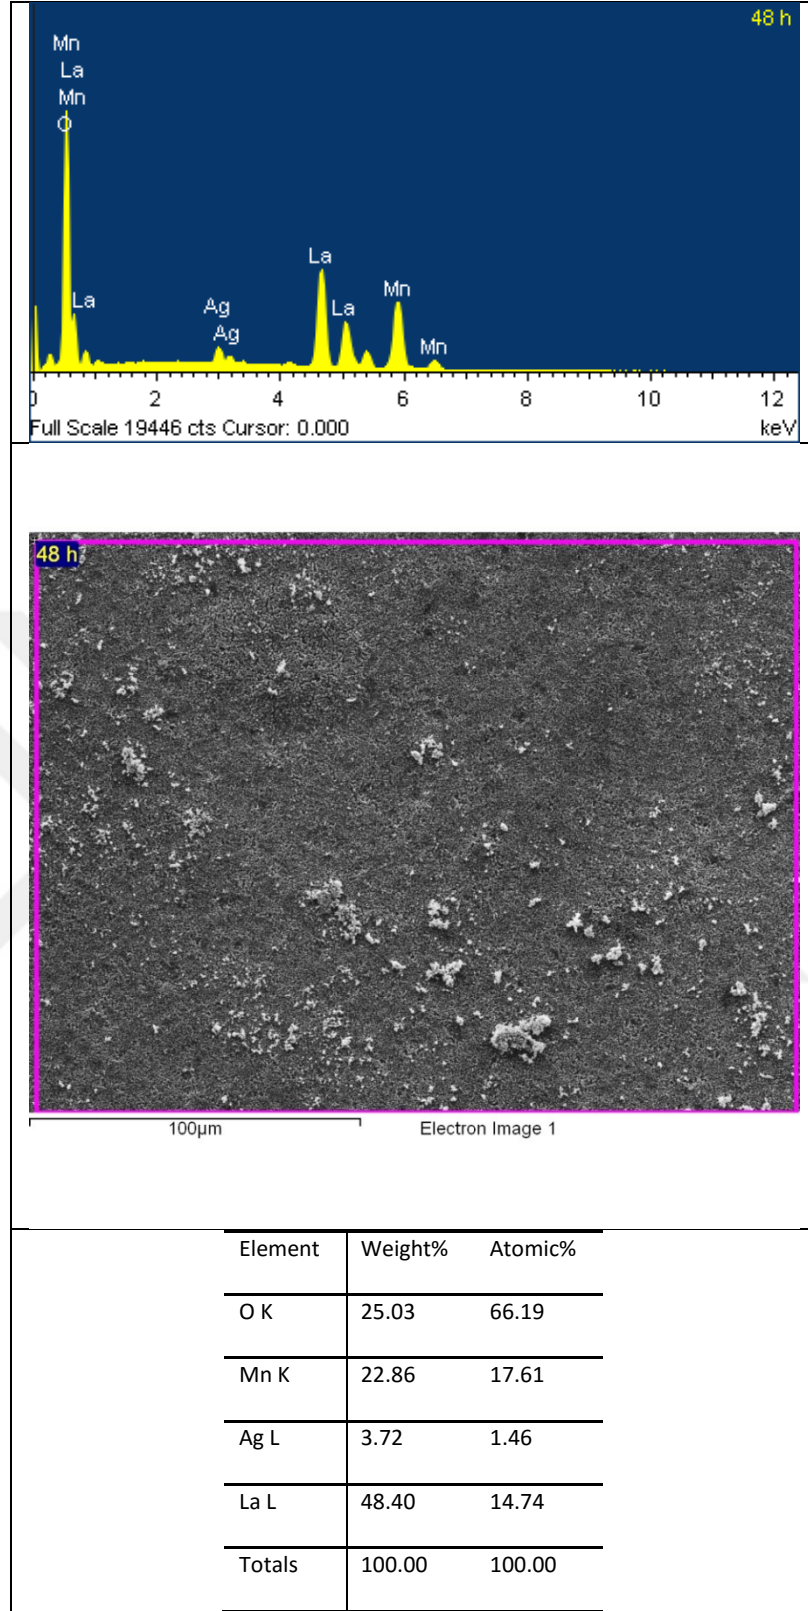 48 h
Mn
La
Mn
O
La
Ag
Ag
La
La
Mn
Mn
0 2 4 6 8 10 12
Full Scale 19446 cts Cursor: 0.000 keV
48 h
100μm Electron Image 1
Element Weight% Atomic%
O K 25.03 66.19
Mn K 22.86 17.61
Ag L 3.72 1.46
La L 48.40 14.74
Totals 100.00 100.00